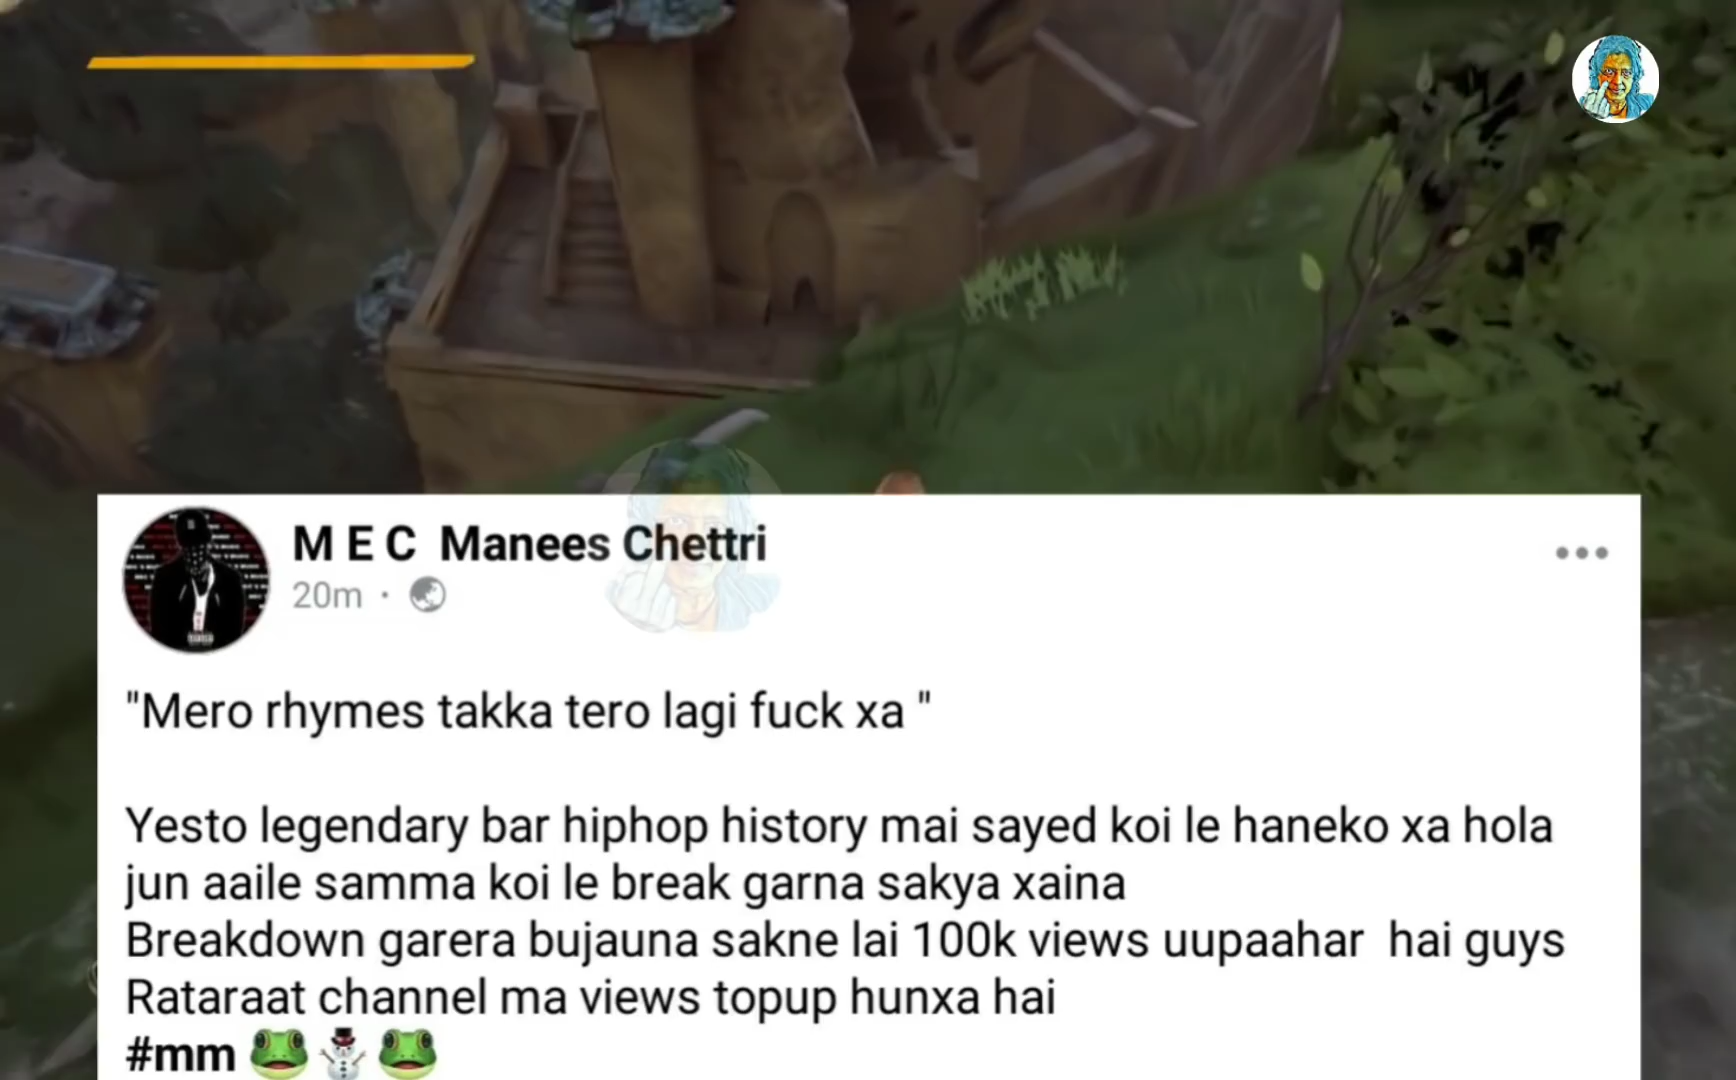 M E C Manees Chettri
20m ·
"Mero rhymes takka tero lagi fuck xa "
Yesto legendary bar hiphop history mai sayed koi le haneko xa hola
jun aaile samma koi le break garna sakya xaina
Breakdown garera bujauna sakne lai 100k views uupaahar hai guys
Rataraat channel ma views topup hunxa hai
#mm 🐸☃️🐸